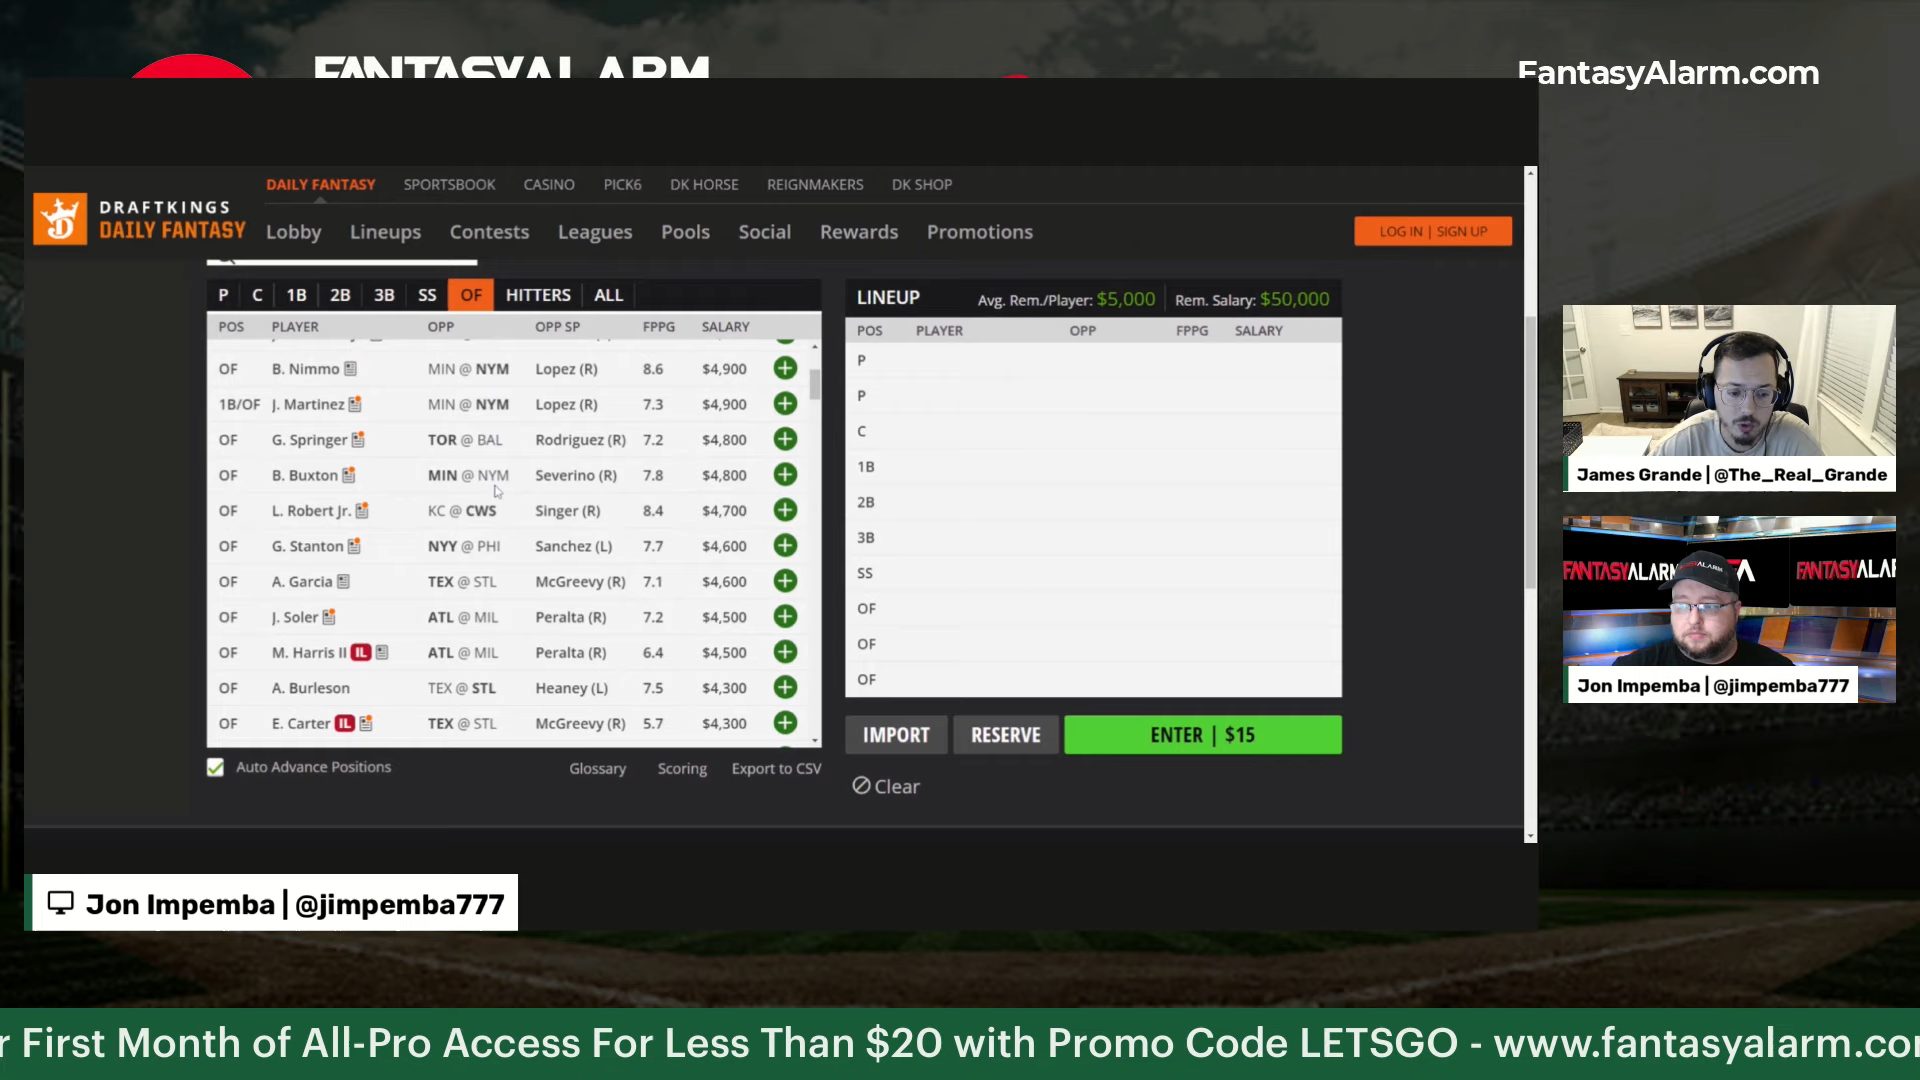 FANTASYALARM
FantasyAlarm.com
DAILY FANTASY SPORTSBOOK CASINO PICK6 DK HORSE REIGNMAKERS DK SHOP
DRAFTKINGS
DAILY FANTASY
Lobby Lineups Contests Leagues Pools Social Rewards Promotions
LOG IN | SIGN UP
P C 1B 2B 3B SS OF HITTERS ALL
POS PLAYER OPP OPP SP FPPG SALARY
OF B. Nimmo MIN @ NYM Lopez (R) 8.6 $4,900
1B/OF J. Martinez MIN @ NYM Lopez (R) 7.3 $4,900
OF G. Springer TOR @ BAL Rodriguez (R) 7.2 $4,800
OF B. Buxton MIN @ NYM Severino (R) 7.8 $4,800
OF L. Robert Jr. KC @ CWS Singer (R) 8.4 $4,700
OF G. Stanton NYY @ PHI Sanchez (L) 7.7 $4,600
OF A. Garcia TEX @ STL McGreevy (R) 7.1 $4,600
OF J. Soler ATL @ MIL Peralta (R) 7.2 $4,500
OF M. Harris II IL ATL @ MIL Peralta (R) 6.4 $4,500
OF A. Burleson TEX @ STL Heaney (L) 7.5 $4,300
OF E. Carter IL TEX @ STL McGreevy (R) 5.7 $4,300
Auto Advance Positions
Glossary Scoring Export to CSV
LINEUP Avg. Rem./Player: $5,000 Rem. Salary: $50,000
POS PLAYER OPP FPPG SALARY
P
P
C
1B
2B
3B
SS
OF
OF
OF
IMPORT RESERVE ENTER | $15
Clear
James Grande | @The_Real_Grande
FANTASYALARM
FANTASYALAR
Jon Impemba | @jimpemba777
Jon Impemba | @jimpemba777
r First Month of All-Pro Access For Less Than $20 with Promo Code LETSGO - www.fantasyalarm.com